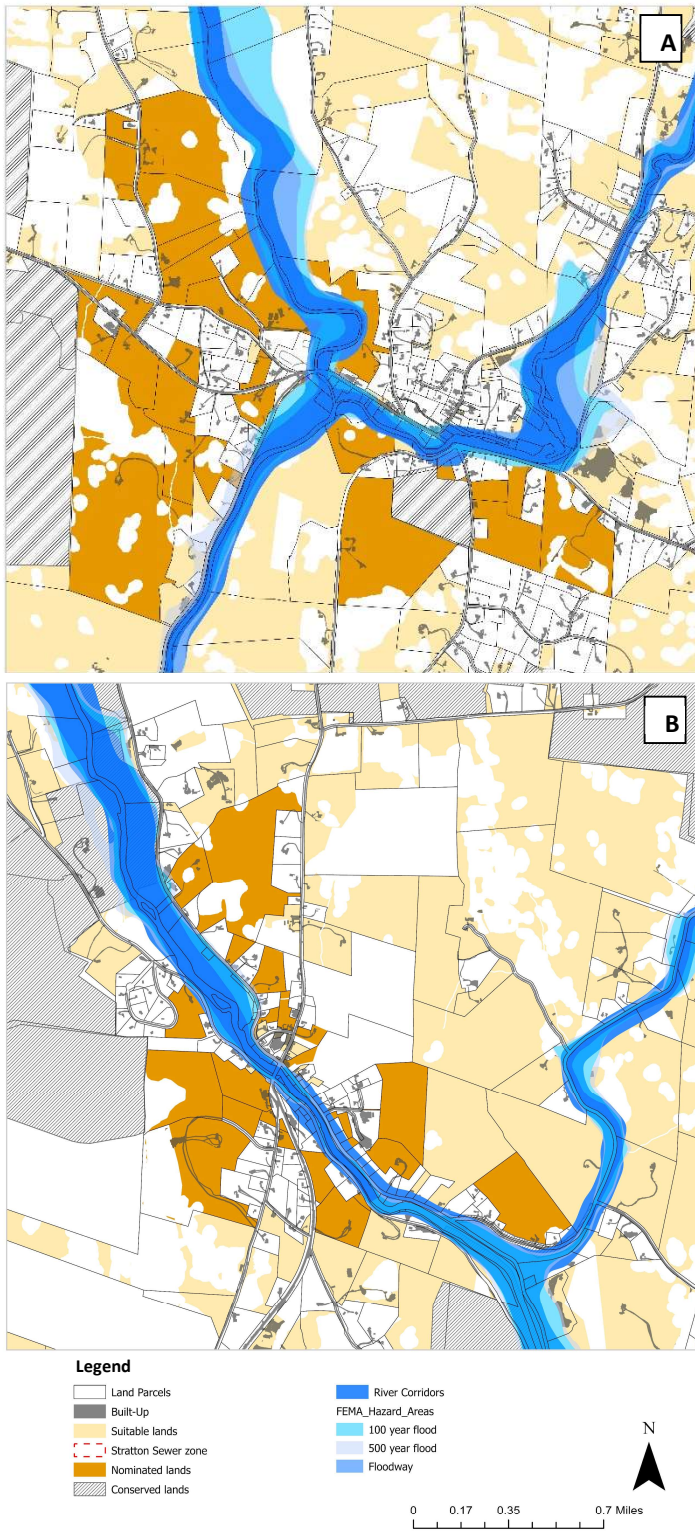 A
B
Legend
Land Parcels
Built-Up
Suitable lands
Stratton Sewer zone
Nominated lands
Conserved lands
River Corridors
FEMA_Hazard_Areas
100 year flood
500 year flood
Floodway
N
0 0.17 0.35 0.7 Miles